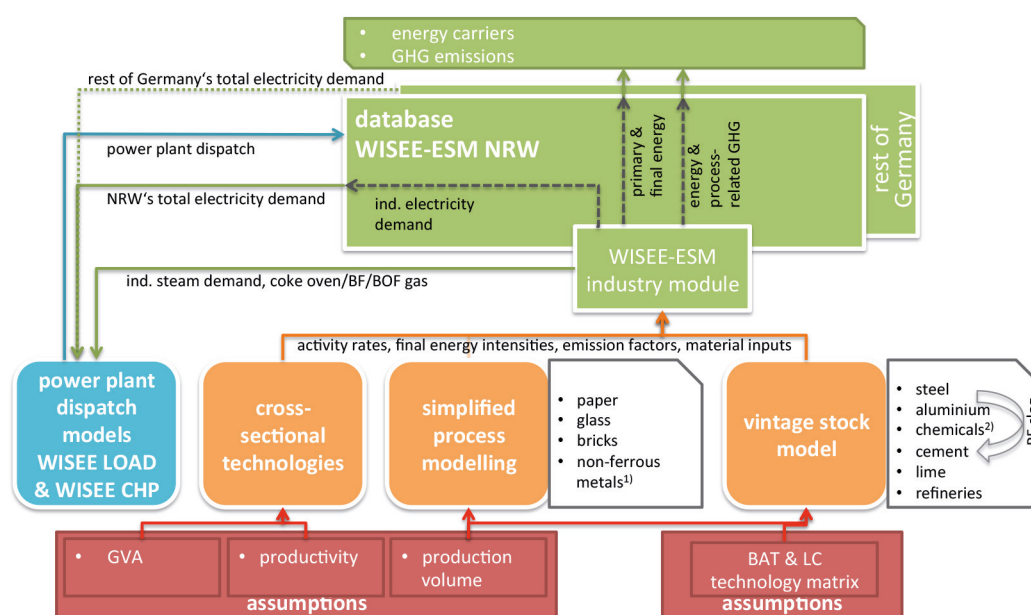 • energy carriers
• GHG emissions
rest of Germany‘s total electricity demand
database
WISEE-ESM NRW
power plant dispatch
primary &
final energy
energy &
process-
related GHG
rest of
Germany
NRW‘s total electricity demand
ind. electricity
demand
WISEE-ESM
industry module
ind. steam demand, coke oven/BF/BOF gas
activity rates, final energy intensities, emission factors, material inputs
power plant
dispatch
models
WISEE LOAD
& WISEE CHP
cross-
sectional
technologies
simplified
process
modelling
• paper
• glass
• bricks
• non-ferrous
metals1)
vintage stock
model
• steel
• aluminium
• chemicals2)
• cement
• lime
• refineries
• GVA
• productivity
• production
volume
assumptions
BAT & LC
technology matrix
assumptions